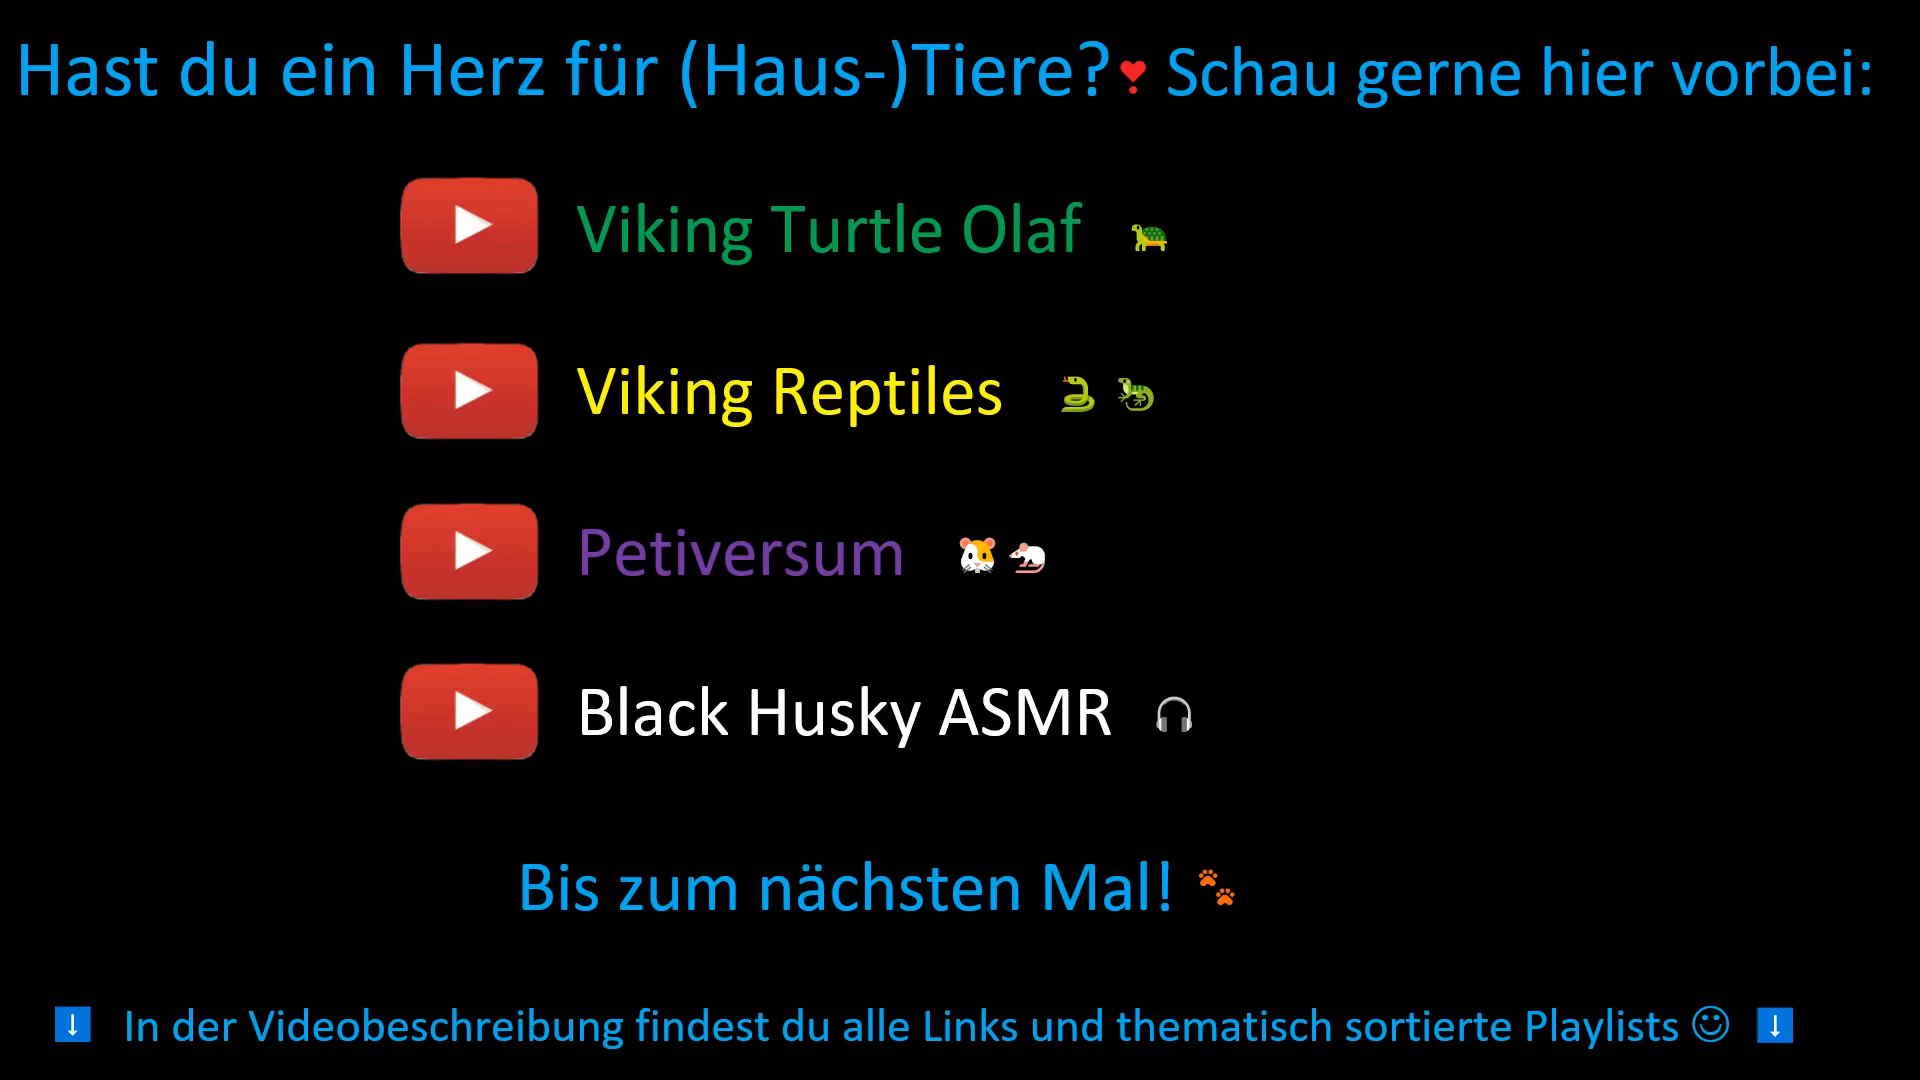 Hast du ein Herz für (Haus-)Tiere?❣ Schau gerne hier vorbei:
Viking Turtle Olaf 🐢
Viking Reptiles 🐍 🦎
Petiversum 🐹 🐁
Black Husky ASMR 🎧
Bis zum nächsten Mal! 🐾
⬇ In der Videobeschreibung findest du alle Links und thematisch sortierte Playlists ☺ ⬇